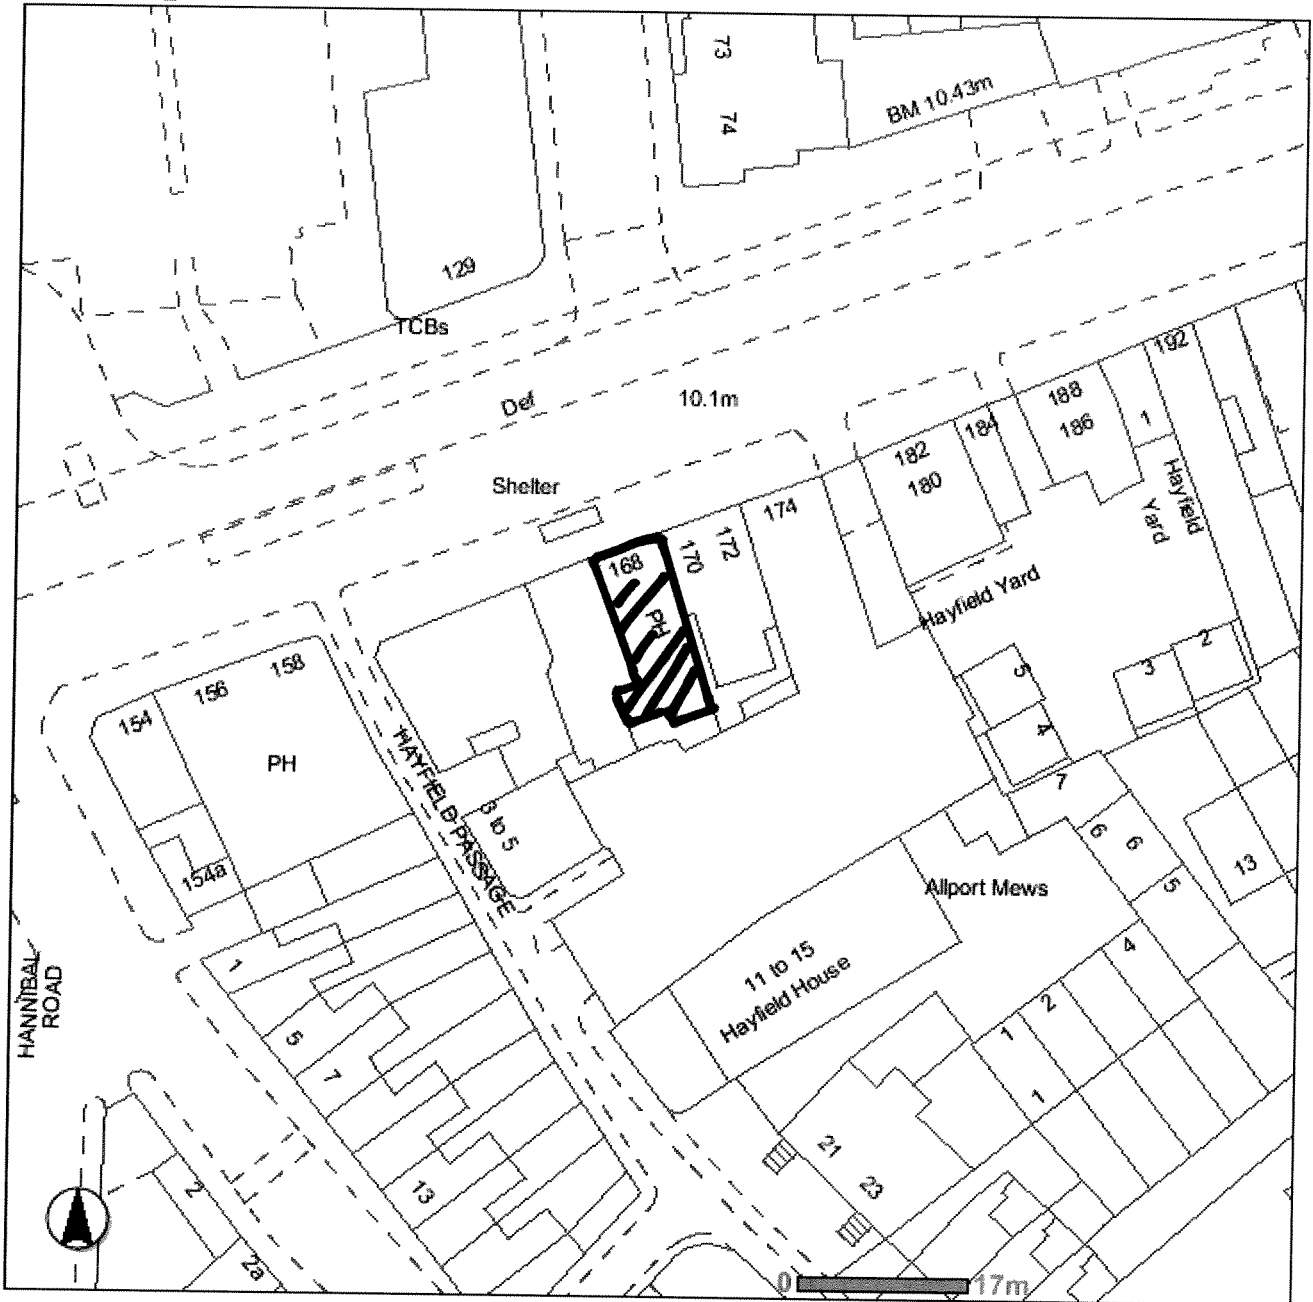 73
74
BM 10.43m
129
TCBs
Def
10.1m
Shelter
192
188
186
1
184
182
180
174
172
170
168
PH
Hayfield
Yard
Hayfield Yard
158
156
154
PH
154a
HAYFIELD PASSAGE
3 to 5
5
4
3
2
7
6
6
5
13
Allport Mews
4
11 to 15
Hayfield House
2
1
1
HANNIBAL
ROAD
1
5
7
13
21
23
2
2a
0
17m